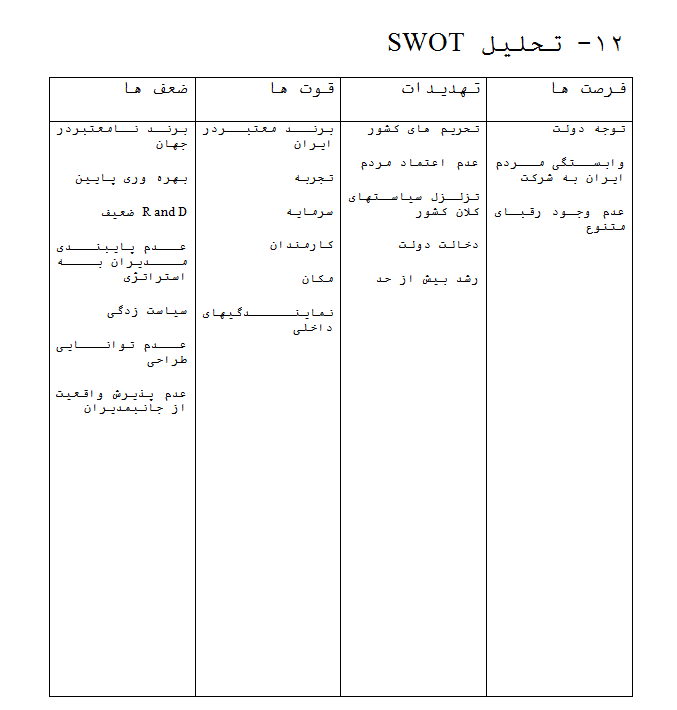 ۱۲- تحلیل SWOT
فرصت ها
توجه دولت
وابستگی مردم
ایران به شرکت
عدم وجود رقبای
متنوع
تهدیدات
تحریم های کشور
عدم اعتماد مردم
تزلزل سیاستهای
کلان کشور
دخالت دولت
رشد بیش از حد
قوت ها
برند معتبردر
ایران
تجربه
سرمایه
کارمندان
مکان
نمایندگیهای
داخلی
ضعف ها
برند نامعتبردر
جهان
بهره وری پایین
R and D ضعیف
عدم پایبندی
مدیران به
استراتژی
سیاست زدگی
عدم توانایی
طراحی
عدم پذیرش واقعیت
از جانبمدیران